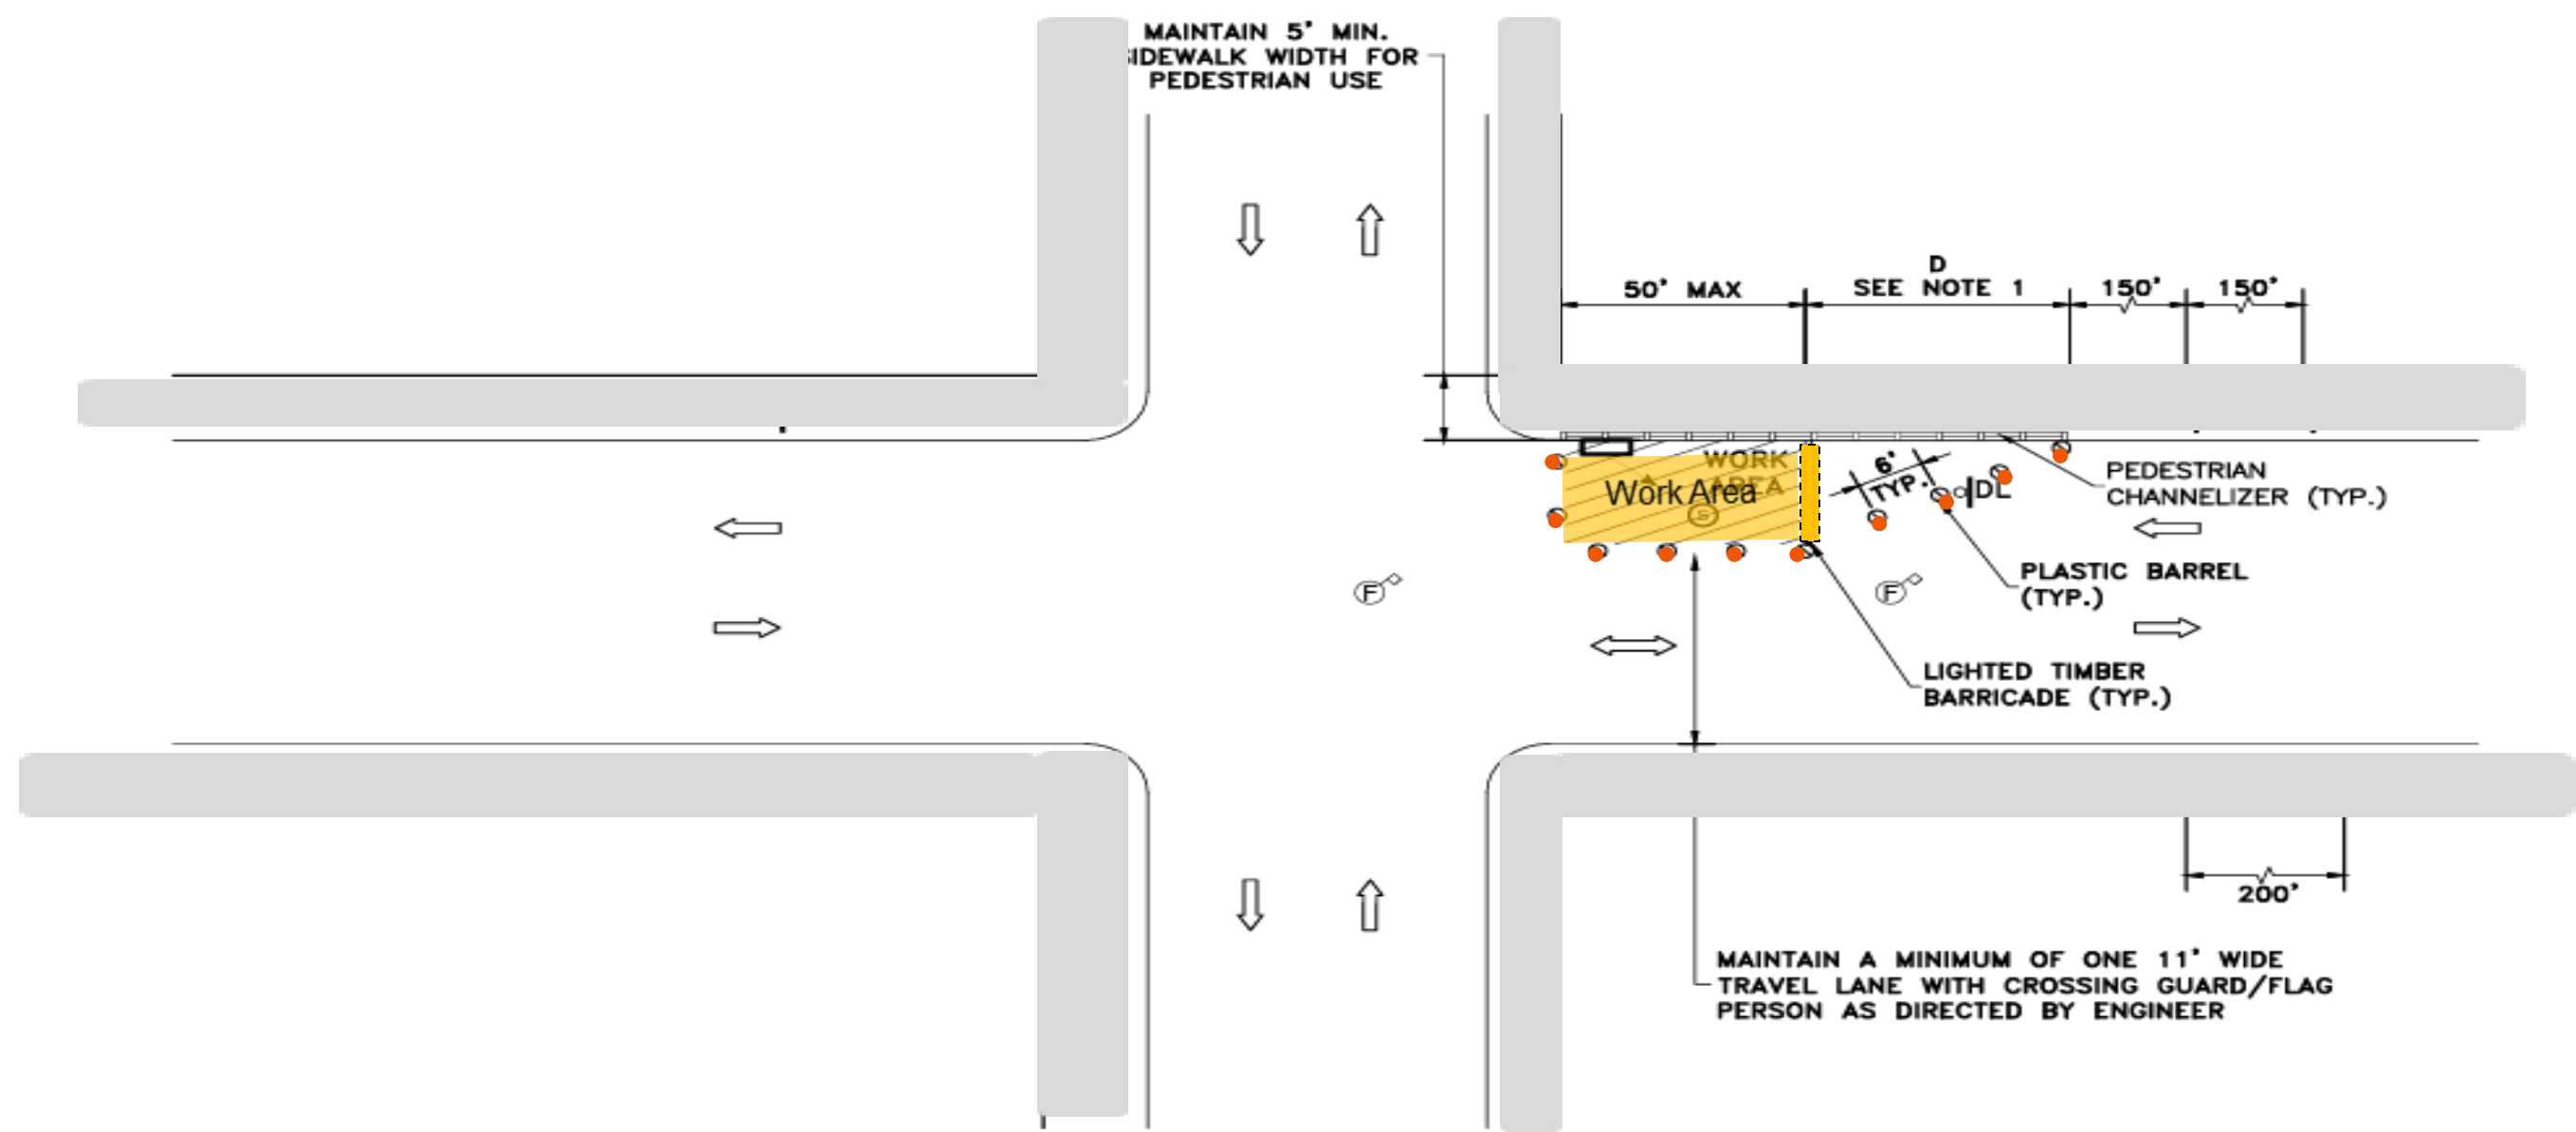 MAINTAIN 5' MIN.
SIDEWALK WIDTH FOR
PEDESTRIAN USE
D
50' MAX
SEE NOTE 1
150'
150'
WORK
AREA
Work Area
S
6'
TYP.
DL
PEDESTRIAN
CHANNELIZER (TYP.)
F
F
PLASTIC BARREL
(TYP.)
LIGHTED TIMBER
BARRICADE (TYP.)
200'
MAINTAIN A MINIMUM OF ONE 11' WIDE
TRAVEL LANE WITH CROSSING GUARD/FLAG
PERSON AS DIRECTED BY ENGINEER